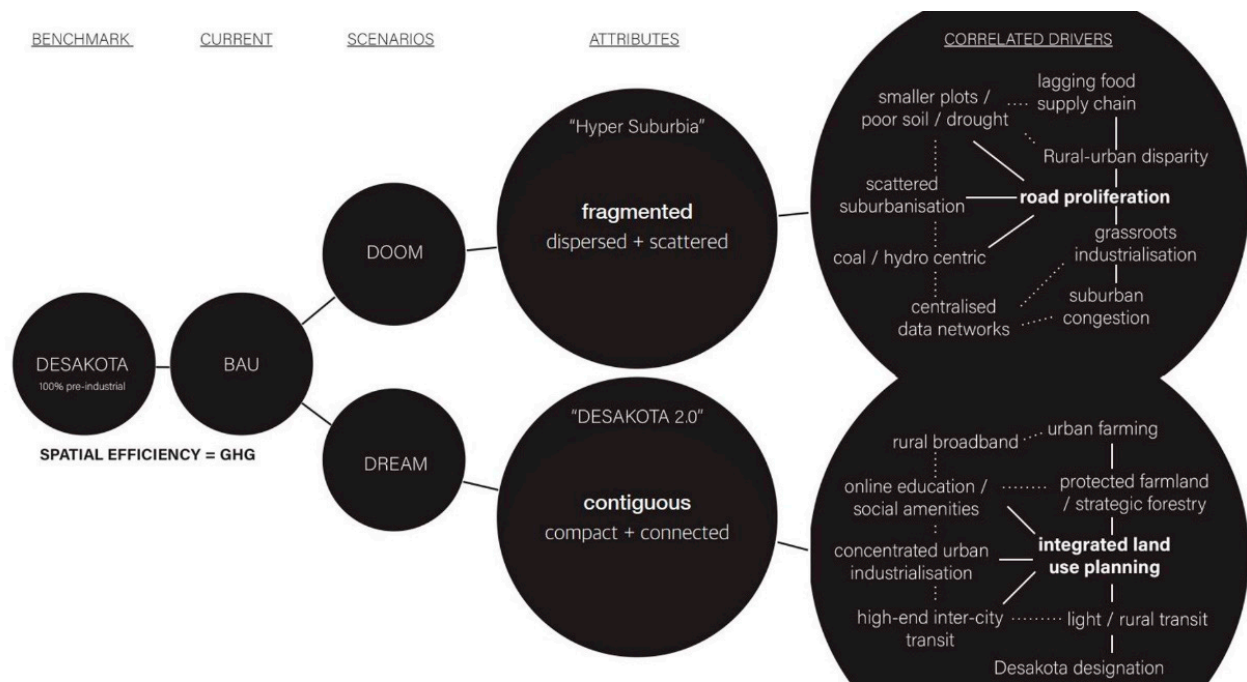 BENCHMARK
CURRENT
SCENARIOS
ATTRIBUTES
CORRELATED DRIVERS
DESAKOTA
100% pre-industrial
SPATIAL EFFICIENCY = GHG
BAU
DOOM
DREAM
"Hyper Suburbia"
fragmented
dispersed + scattered
"DESAKOTA 2.0"
contiguous
compact + connected
smaller plots /
poor soil / drought
lagging food
supply chain
Rural-urban disparity
scattered
suburbanisation
road proliferation
coal / hydro centric
grassroots
industrialisation
centralised
data networks
suburban
congestion
rural broadband
urban farming
online education /
social amenities
protected farmland
/ strategic forestry
concentrated urban
industrialisation
integrated land
use planning
high-end inter-city
transit
light / rural transit
Desakota designation